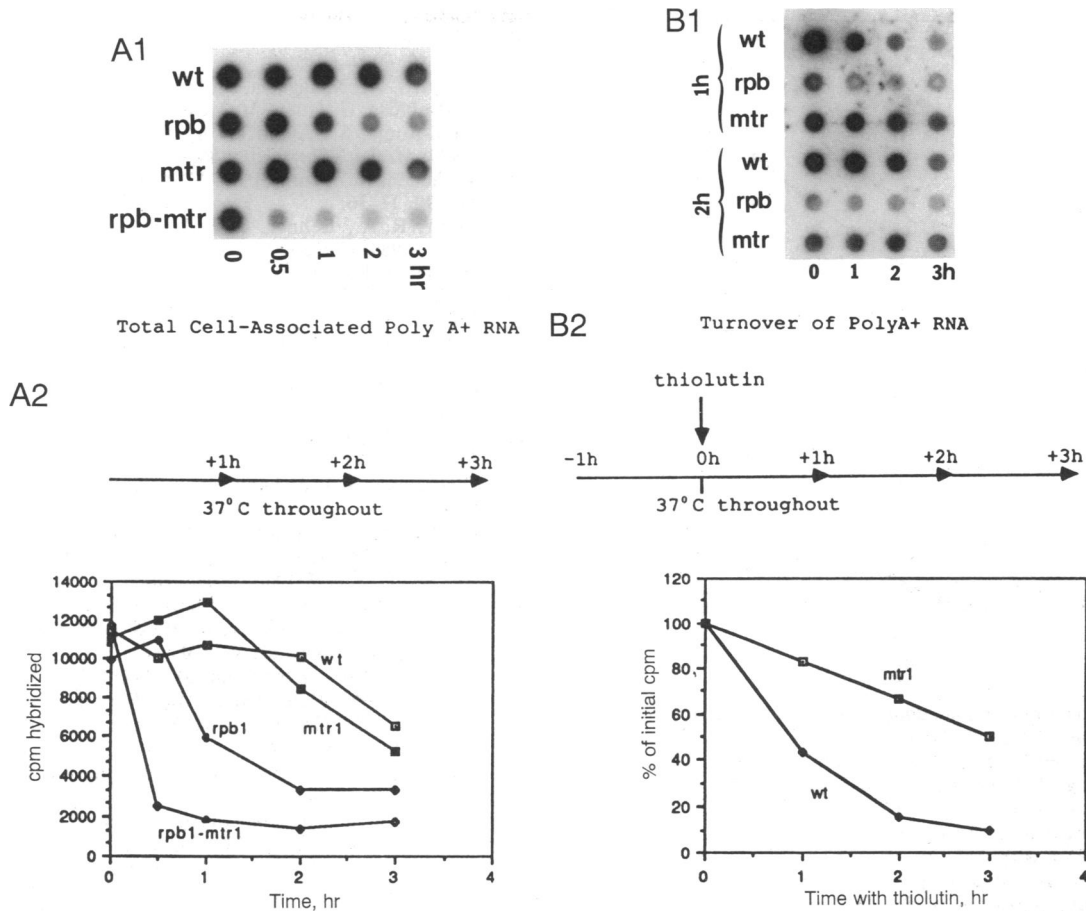 A1
wt
rpb
mtr
rpb-mtr
0 0.5 1 2 3 hr
Total Cell-Associated Poly A+ RNA
B1
1h
wt
rpb
mtr
2h
wt
rpb
mtr
0 1 2 3h
Turnover of PolyA+ RNA
A2
+1h +2h +3h
37°C throughout
14000
12000
10000
8000
6000
4000
2000
0
cpm hybridized
wt
mtr1
rpb1
rpb1-mtr1
0 1 2 3 4
Time, hr
B2
thiolutin
-1h 0h +1h +2h +3h
37°C throughout
120
100
80
60
40
20
0
% of initial cpm
mtr1
wt
0 1 2 3 4
Time with thiolutin, hr